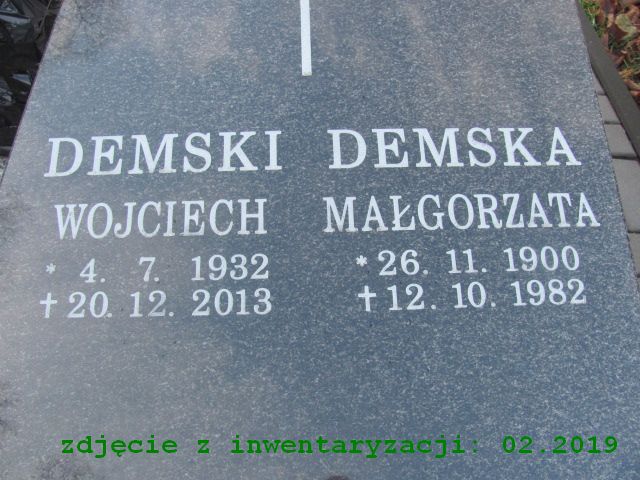 DEMSKI DEMSKA
WOJCIECH MAŁGORZATA
* 4. 7. 1932 * 26. 11. 1900
✝ 20. 12. 2013 ✝ 12. 10. 1982
zdjęcie z inwentaryzacji: 02.2019